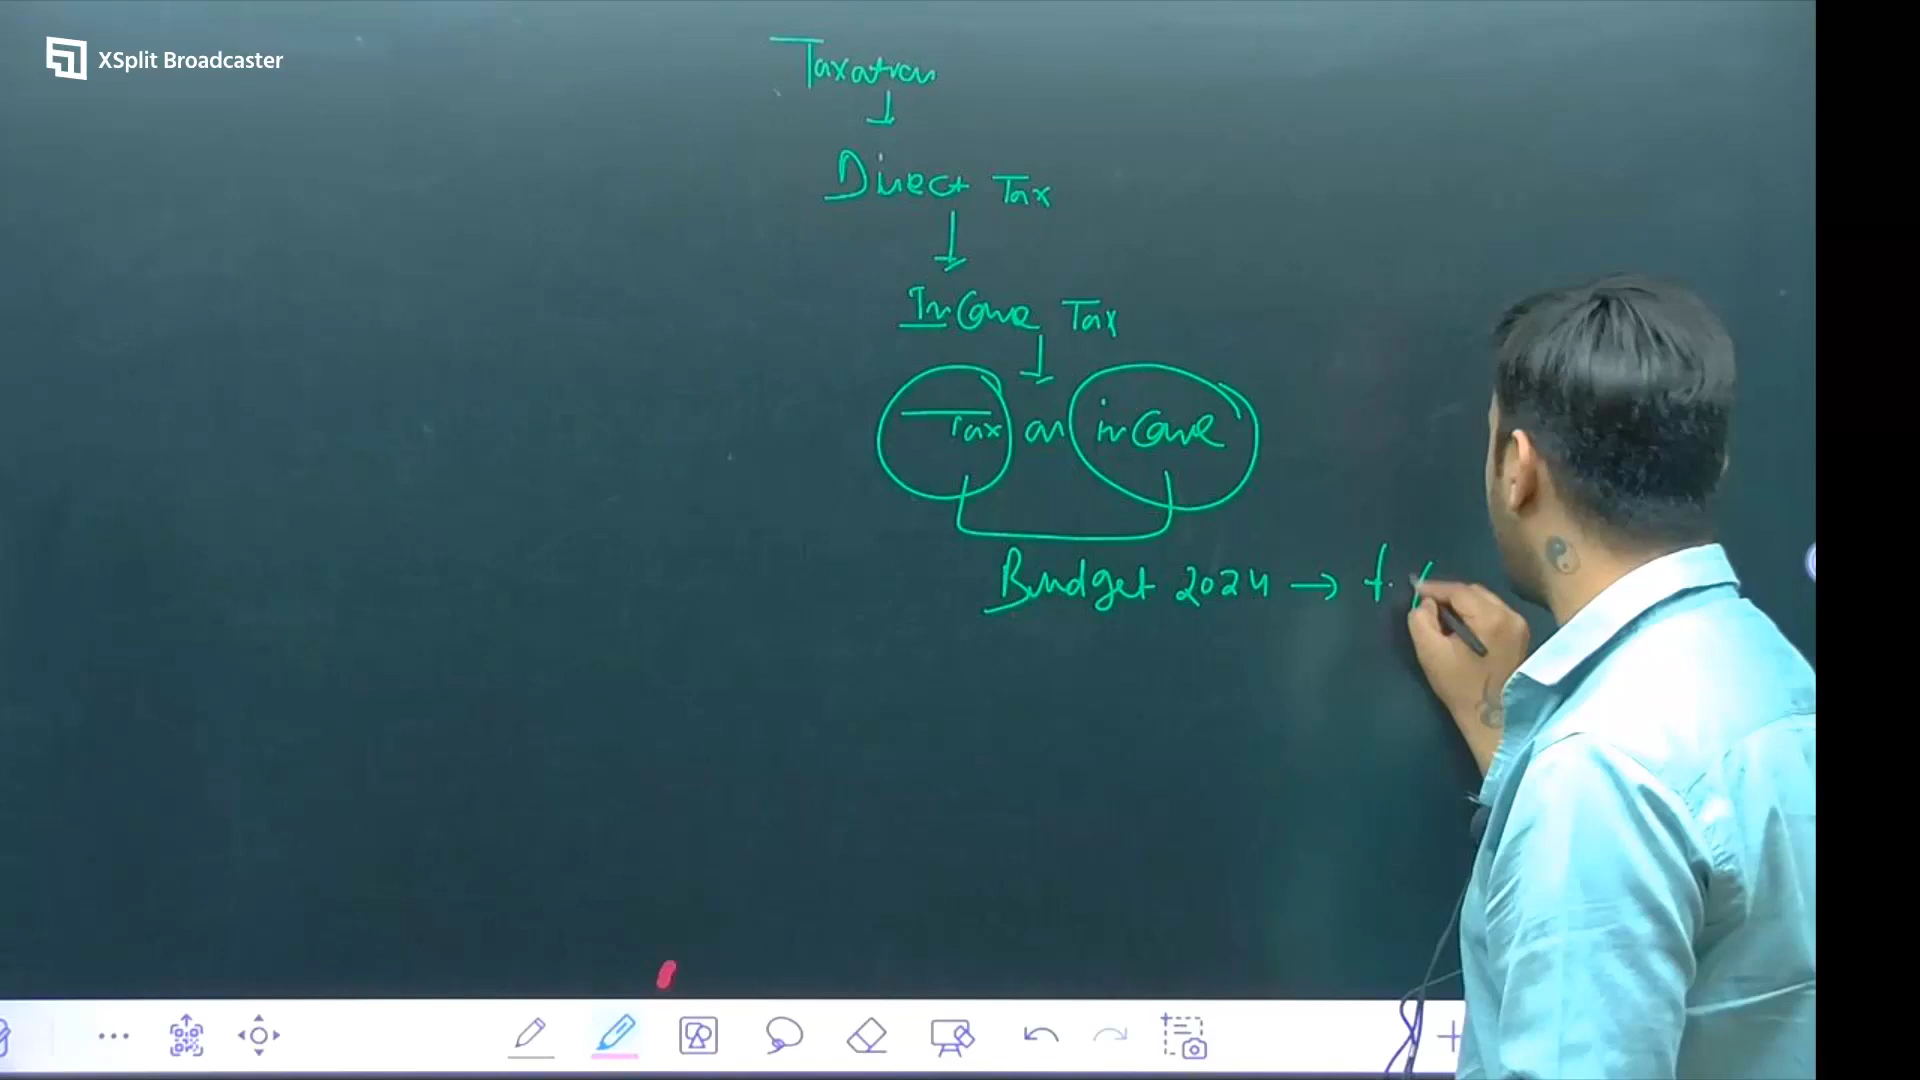 XSplit Broadcaster
Taxation
Direct Tax
Income Tax
Tax on income
Budget 2024 → f.